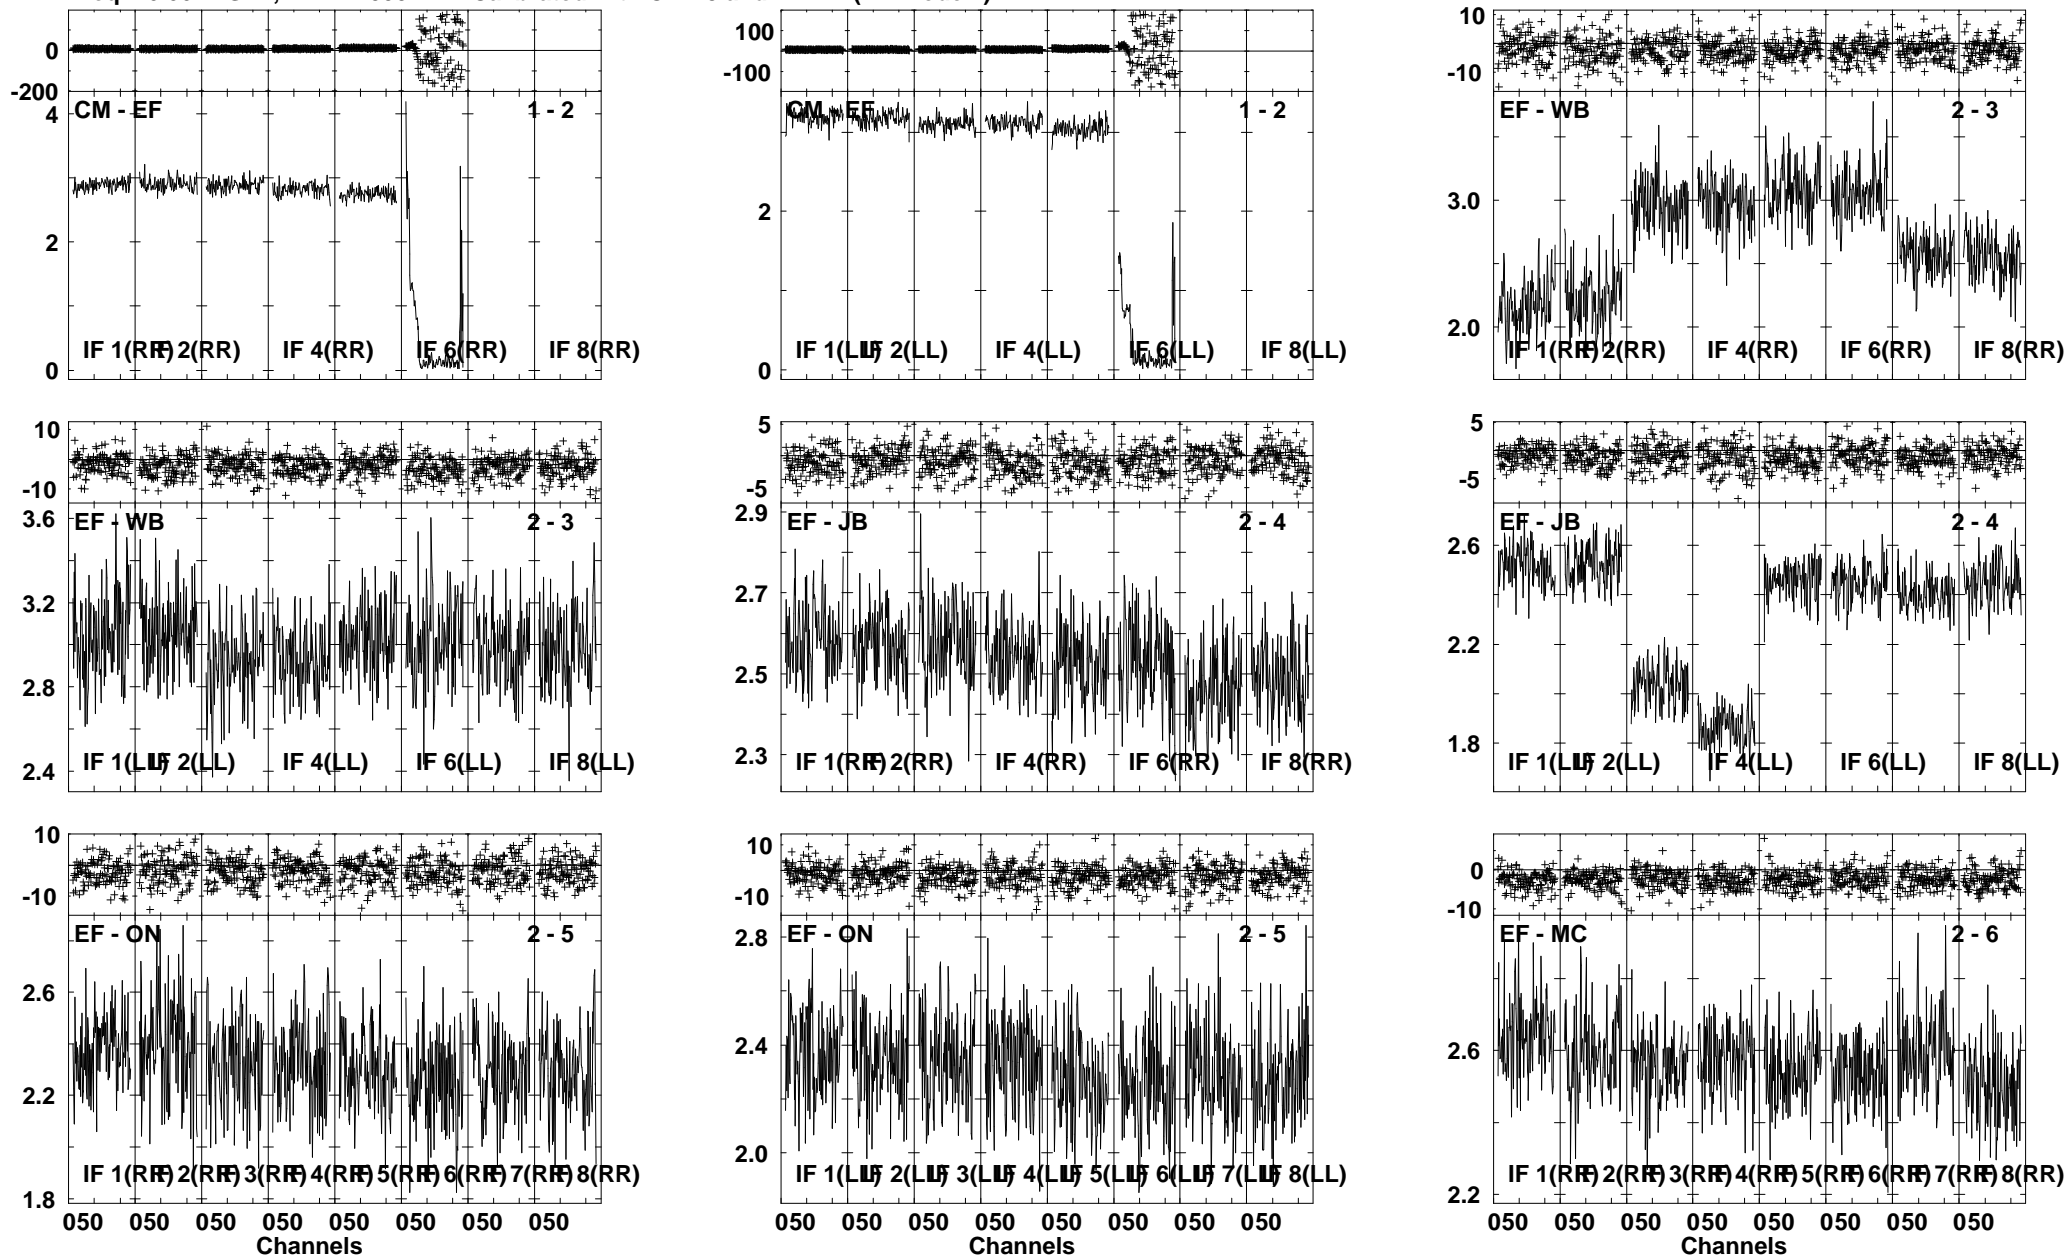 0
-200
CM - EF
1 - 2
4
2
0
IF 1(RR)
IF 2(RR)
IF 4(RR)
IF 6(RR)
IF 8(RR)
100
-100
CM - EF
1 - 2
2
0
IF 1(LL)
IF 2(LL)
IF 4(LL)
IF 6(LL)
IF 8(LL)
10
-10
EF - WB
2 - 3
3.0
2.0
IF 1(RR)
IF 2(RR)
IF 4(RR)
IF 6(RR)
IF 8(RR)
10
-10
EF - WB
2 - 3
3.6
3.2
2.8
2.4
IF 1(LL)
IF 2(LL)
IF 4(LL)
IF 6(LL)
IF 8(LL)
5
-5
EF - JB
2 - 4
2.9
2.7
2.5
2.3
IF 1(RR)
IF 2(RR)
IF 4(RR)
IF 6(RR)
IF 8(RR)
5
-5
EF - JB
2 - 4
2.6
2.2
1.8
IF 1(LL)
IF 2(LL)
IF 4(LL)
IF 6(LL)
IF 8(LL)
10
-10
EF - ON
2 - 5
2.6
2.2
1.8
IF 1(RR)
IF 2(RR)
IF 3(RR)
IF 4(RR)
IF 5(RR)
IF 6(RR)
IF 7(RR)
IF 8(RR)
050 050 050 050 050 050 050 050
Channels
10
-10
EF - ON
2 - 5
2.8
2.4
2.0
IF 1(LL)
IF 2(LL)
IF 3(LL)
IF 4(LL)
IF 5(LL)
IF 6(LL)
IF 7(LL)
IF 8(LL)
050 050 050 050 050 050 050 050
Channels
0
-10
EF - MC
2 - 6
2.6
2.2
IF 1(RR)
IF 2(RR)
IF 3(RR)
IF 4(RR)
IF 5(RR)
IF 6(RR)
IF 7(RR)
IF 8(RR)
050 050 050 050 050 050 050 050
Channels